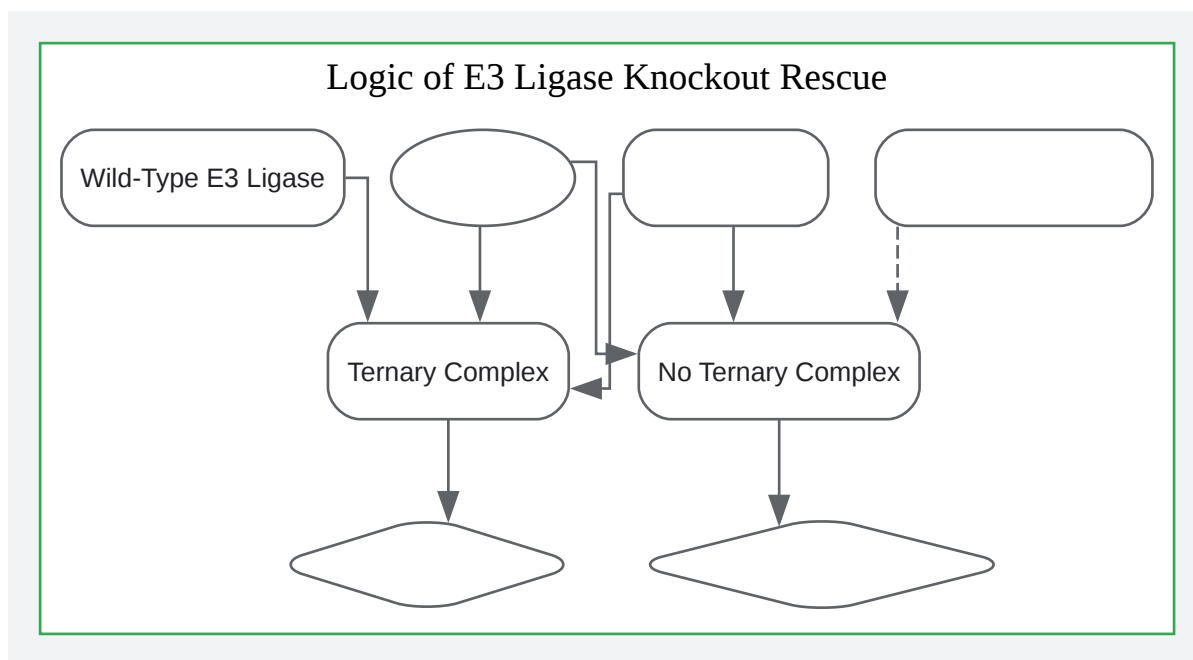 Logic of E3 Ligase Knockout Rescue
Wild-Type E3 Ligase
Ternary Complex
No Ternary Complex